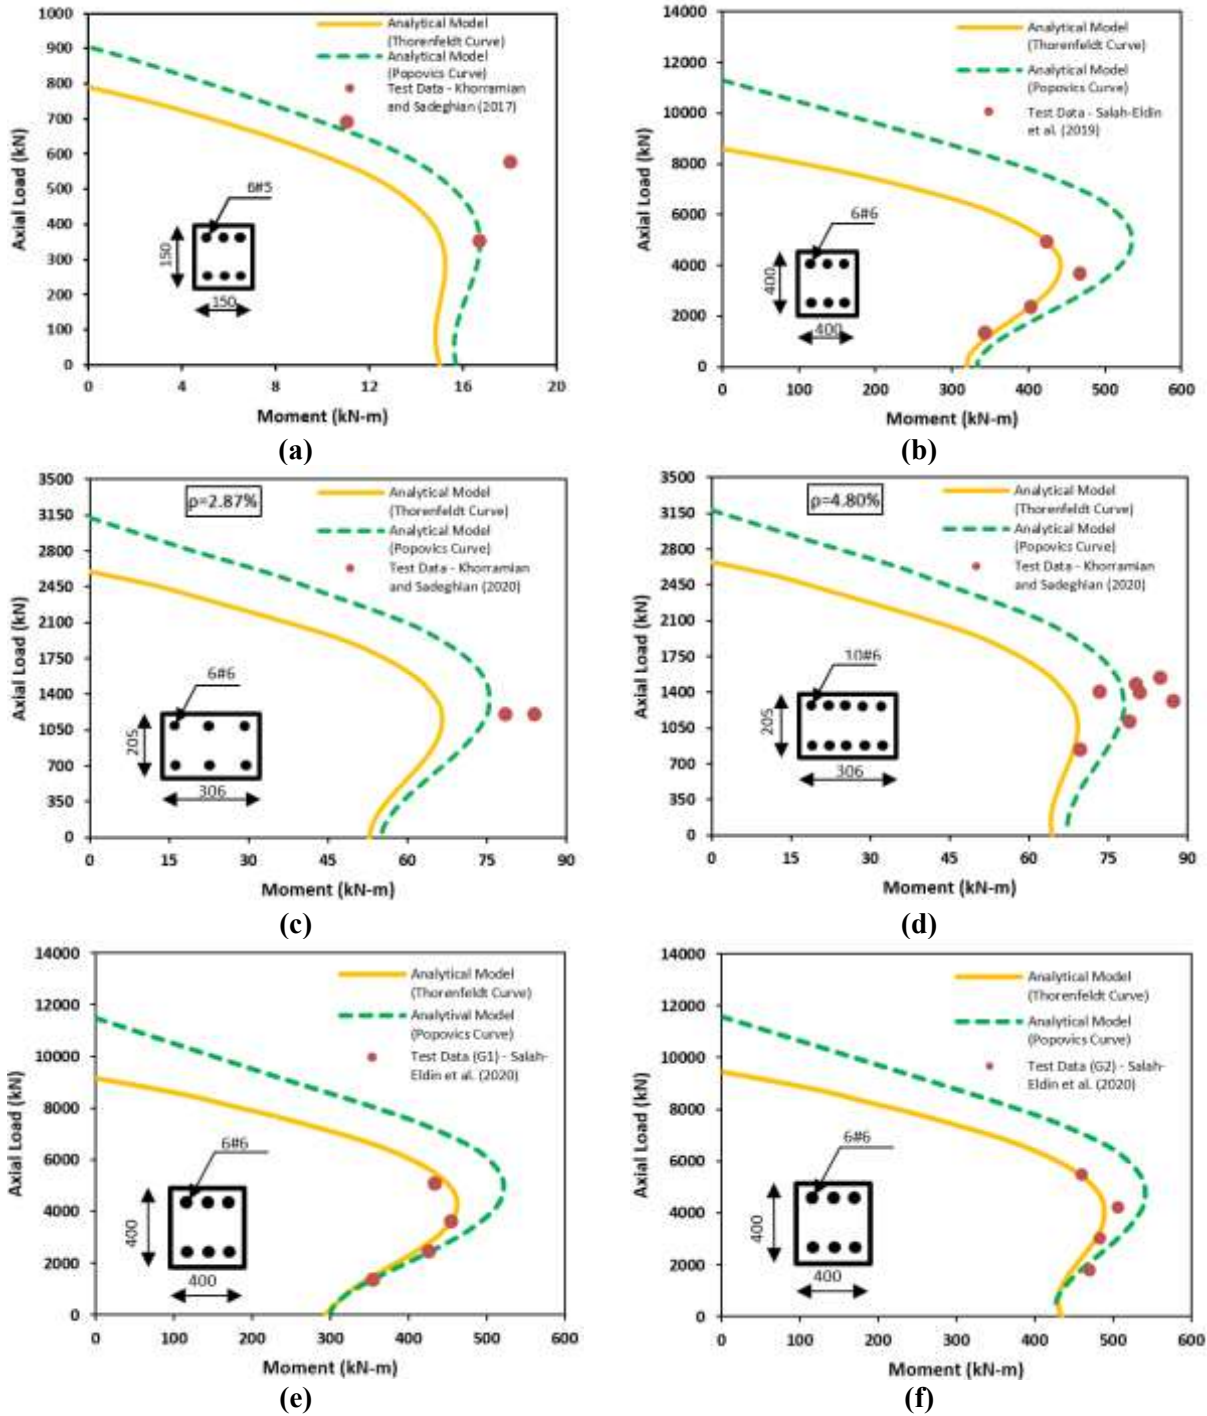 1000
900
800
700
600
500
400
300
200
100
0
Axial Load (kN)
0 4 8 12 16 20
Moment (kN-m)
Analytical Model
(Thorenfeldt Curve)
Analytical Model
(Popovics Curve)
Test Data - Khorramian
and Sadeghian (2017)
6#5
150
150
(a)
14000
12000
10000
8000
6000
4000
2000
0
Axial Load (kN)
0 100 200 300 400 500 600
Moment (kN-m)
Analytical Model
(Thorenfeldt Curve)
Analytical Model
(Popovics Curve)
Test Data - Salah-Eldin
et al. (2019)
6#6
400
400
(b)
3500
3150
2800
2450
2100
1750
1400
1050
700
350
0
Axial Load (kN)
0 15 30 45 60 75 90
Moment (kN-m)
ρ=2.87%
Analytical Model
(Thorenfeldt Curve)
Analytical Model
(Popovics Curve)
Test Data - Khorramian
and Sadeghian (2020)
6#6
205
306
(c)
3500
3150
2800
2450
2100
1750
1400
1050
700
350
0
Axial Load (kN)
0 15 30 45 60 75 90
Moment (kN-m)
ρ=4.80%
Analytical Model
(Thorenfeldt Curve)
Analytical Model
(Popovics Curve)
Test Data - Khorramian
and Sadeghian (2020)
10#6
205
306
(d)
14000
12000
10000
8000
6000
4000
2000
0
Axial Load (kN)
0 100 200 300 400 500 600
Moment (kN-m)
Analytical Model
(Thorenfeldt Curve)
Analytival Model
(Popovics Curve)
Test Data (G1) - Salah-
Eldin et al. (2020)
6#6
400
400
(e)
14000
12000
10000
8000
6000
4000
2000
0
Axial Load (kN)
0 100 200 300 400 500 600
Moment (kN-m)
Analytical Model
(Thorenfeldt Curve)
Analytical Model
(Popovics Curve)
Test Data (G2) - Salah-
Eldin et al. (2020)
6#6
400
400
(f)